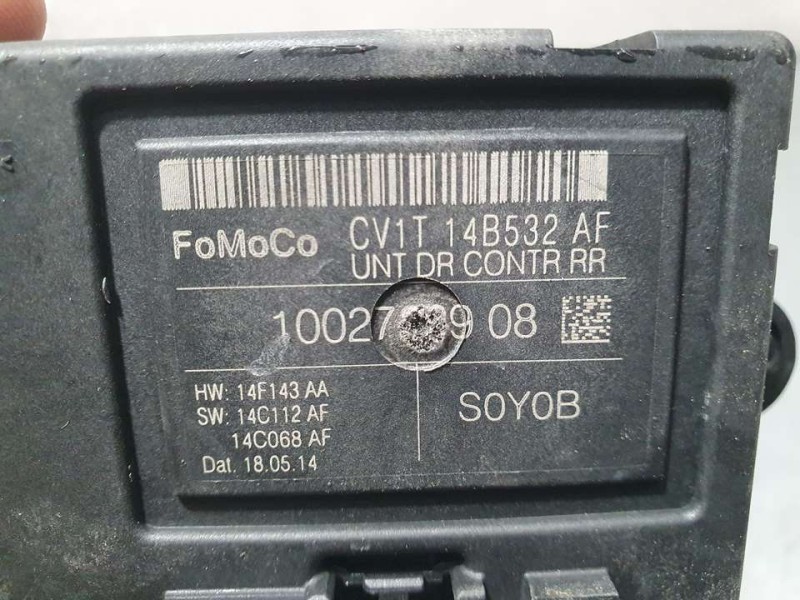 FoMoCo CV1T 14B532 AF
UNT DR CONTR RR
08
HW: 14F143 AA
SW: 14C112 AF
14C068 AF
Dat. 18.05.14
S0Y0B